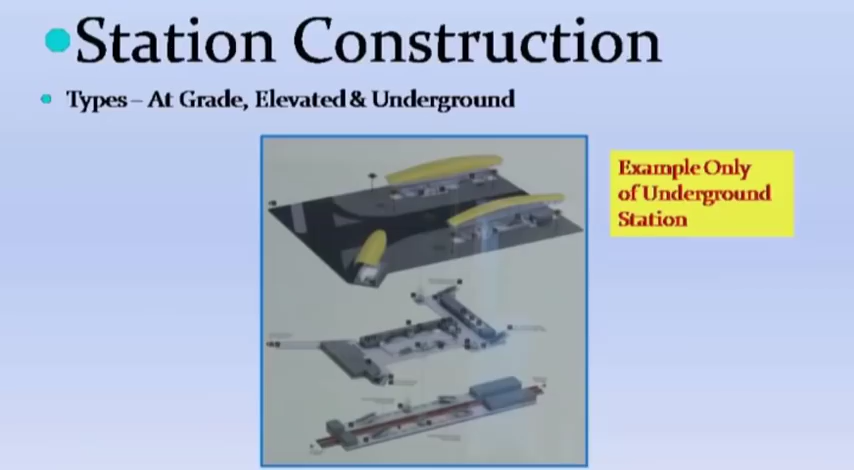 Station Construction
Types – At Grade, Elevated & Underground
Example Only
of Underground
Station